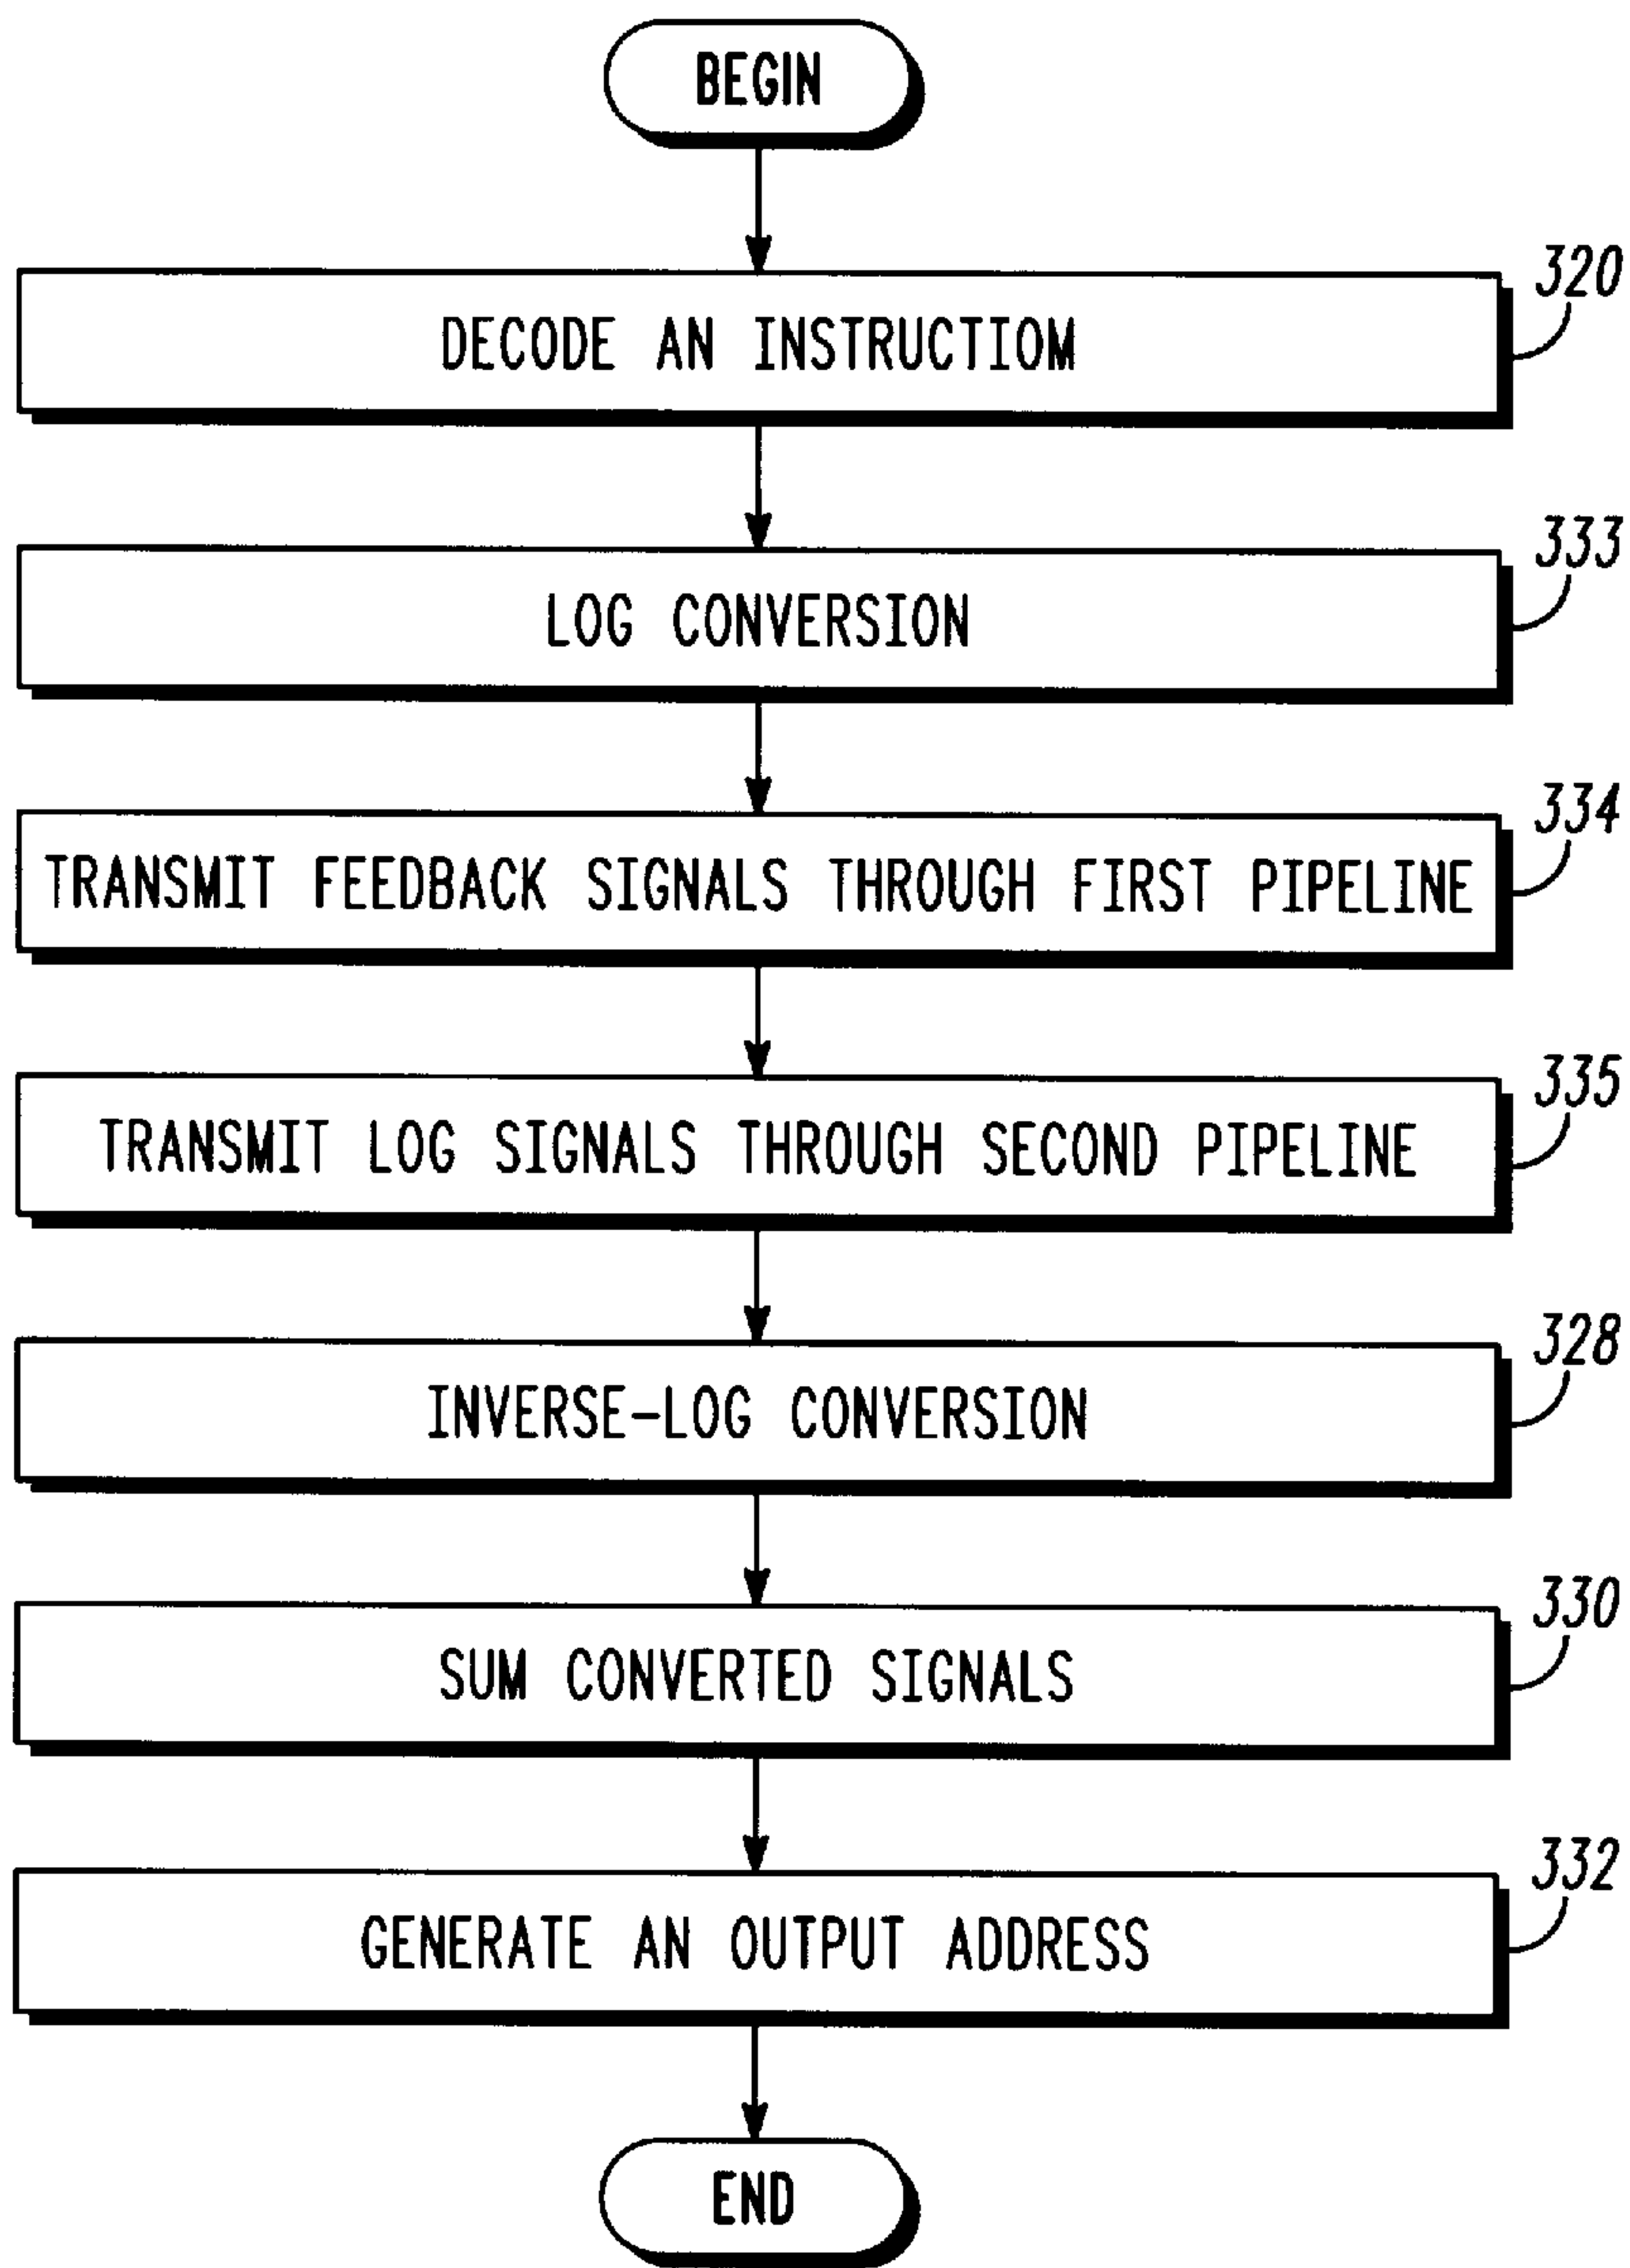 BEGIN
320
DECODE AN INSTRUCTIOM
333
LOG CONVERSION
334
TRANSMIT FEEDBACK SIGNALS THROUGH FIRST PIPELINE
335
TRANSMIT LOG SIGNALS THROUGH SECOND PIPELINE
328
INVERSE-LOG CONVERSION
330
SUM CONVERTED SIGNALS
332
GENERATE AN OUTPUT ADDRESS
END